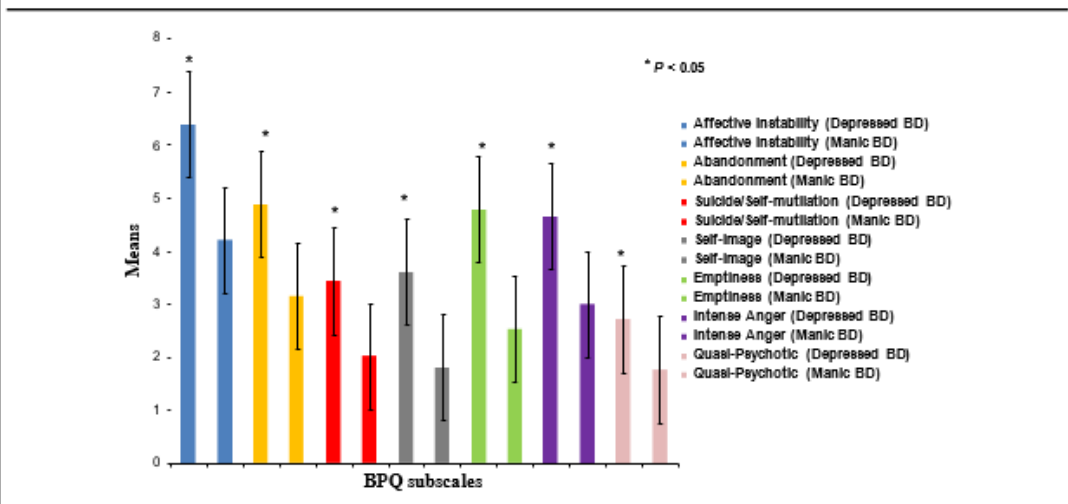 8
* P < 0.05
7
6
5
4
3
2
1
0
Means
*
*
*
*
*
*
*
Affective Instability (Depressed BD)
Affective Instability (Manic BD)
Abandonment (Depressed BD)
Abandonment (Manic BD)
Suicide/Self-mutilation (Depressed BD)
Suicide/Self-mutilation (Manic BD)
Self-Image (Depressed BD)
Self-Image (Manic BD)
Emptiness (Depressed BD)
Emptiness (Manic BD)
Intense Anger (Depressed BD)
Intense Anger (Manic BD)
Quasi-Psychotic (Depressed BD)
Quasi-Psychotic (Manic BD)
BPQ subscales